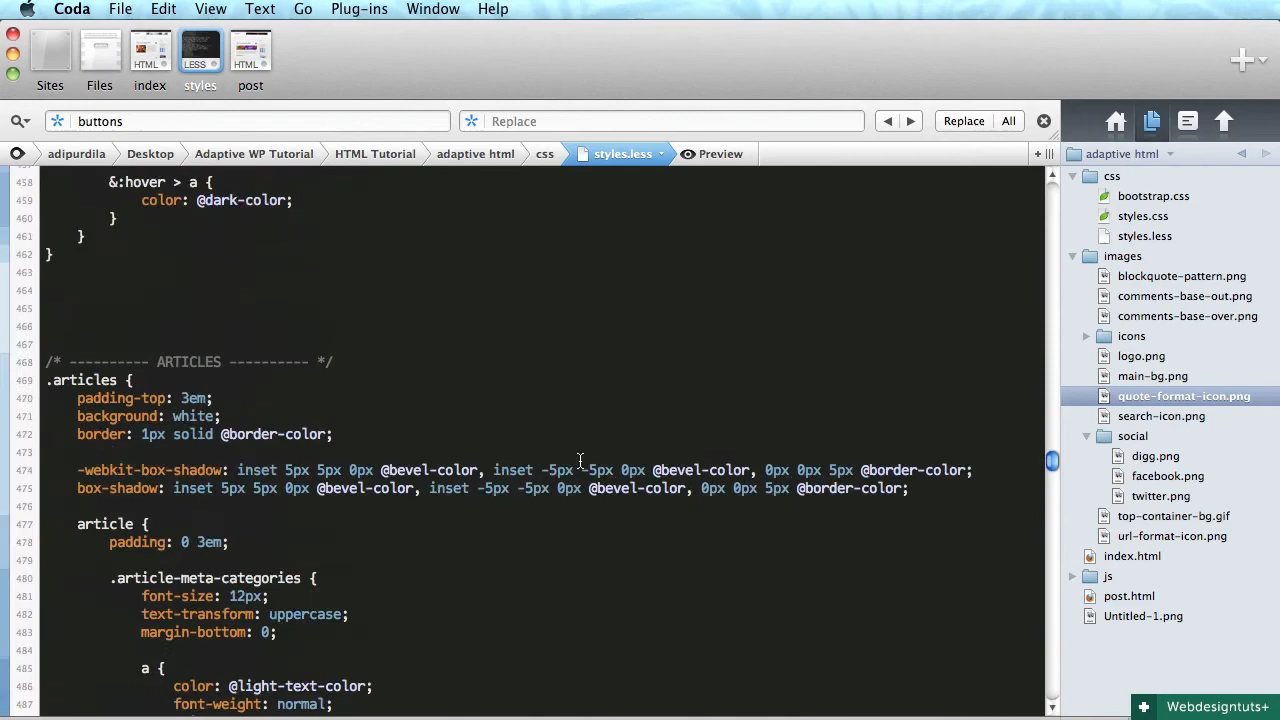 Coda File Edit View Text Go Plug-ins Window Help
HTML LESS HTML
Sites Files index styles post
buttons Replace Replace All
adipurdila Desktop Adaptive WP Tutorial HTML Tutorial adaptive html css styles.less Preview
adaptive html
458 &:hover > a {
459 color: @dark-color;
460 }
461 }
462 }
463
464
465
466
467
468 /* ---------- ARTICLES ---------- */
469 .articles {
470 padding-top: 3em;
471 background: white;
472 border: 1px solid @border-color;
473
474 -webkit-box-shadow: inset 5px 5px 0px @bevel-color, inset -5px -5px 0px @bevel-color, 0px 0px 5px @border-color;
475 box-shadow: inset 5px 5px 0px @bevel-color, inset -5px -5px 0px @bevel-color, 0px 0px 5px @border-color;
476
477 article {
478 padding: 0 3em;
479
480 .article-meta-categories {
481 font-size: 12px;
482 text-transform: uppercase;
483 margin-bottom: 0;
484
485 a {
486 color: @light-text-color;
487 font-weight: normal;
css
bootstrap.css
styles.css
styles.less
images
blockquote-pattern.png
comments-base-out.png
comments-base-over.png
icons
logo.png
main-bg.png
quote-format-icon.png
search-icon.png
social
digg.png
facebook.png
twitter.png
top-container-bg.gif
url-format-icon.png
index.html
js
post.html
Untitled-1.png
Webdesigntuts+